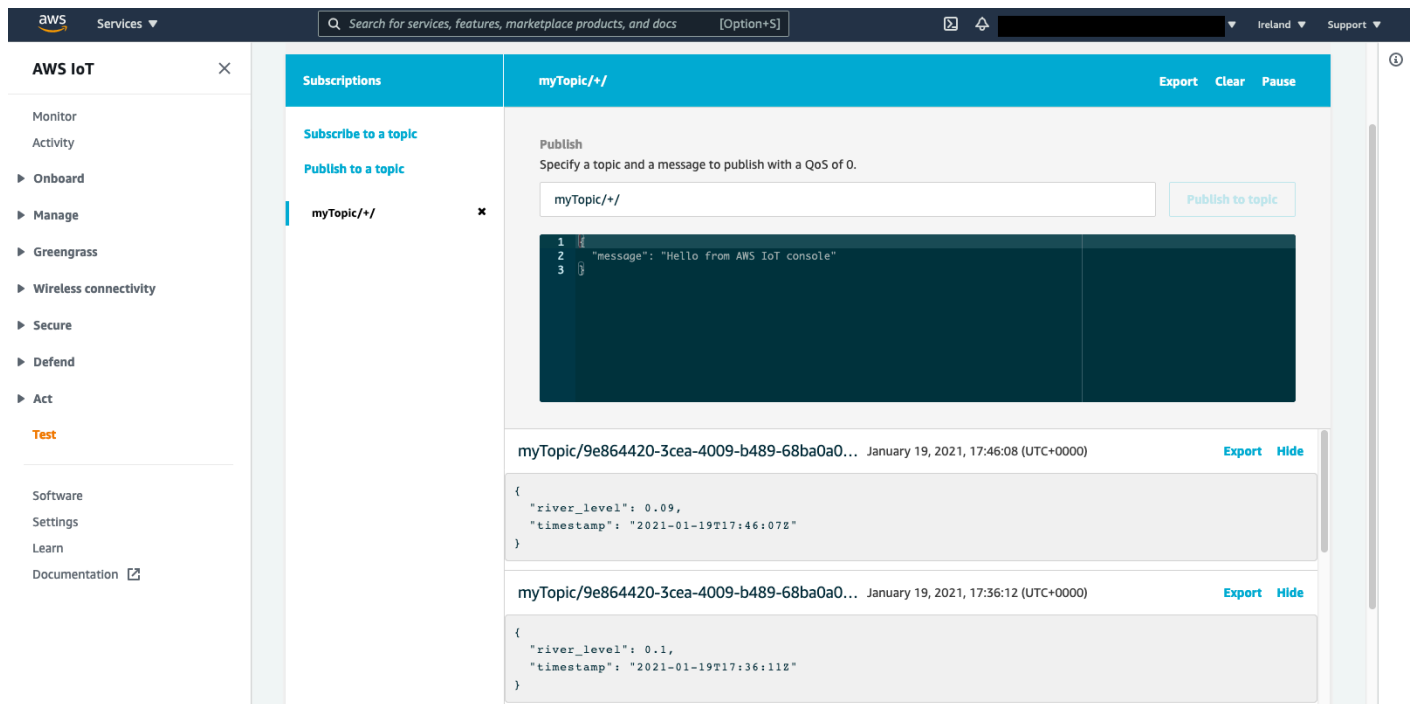 aws Services Search for services, features, marketplace products, and docs [Option+S] Ireland Support
AWS IoT
Monitor
Activity
Onboard
Manage
Greengrass
Wireless connectivity
Secure
Defend
Act
Test
Software
Settings
Learn
Documentation
Subscriptions
Subscribe to a topic
Publish to a topic
myTopic/+/
myTopic/+/ Export Clear Pause
Publish
Specify a topic and a message to publish with a QoS of 0.
myTopic/+/ Publish to topic
1 {
2 "message": "Hello from AWS IoT console"
3 }
myTopic/9e864420-3cea-4009-b489-68ba0a0... January 19, 2021, 17:46:08 (UTC+0000) Export Hide
{
"river_level": 0.09,
"timestamp": "2021-01-19T17:46:07Z"
}
myTopic/9e864420-3cea-4009-b489-68ba0a0... January 19, 2021, 17:36:12 (UTC+0000) Export Hide
{
"river_level": 0.1,
"timestamp": "2021-01-19T17:36:11Z"
}